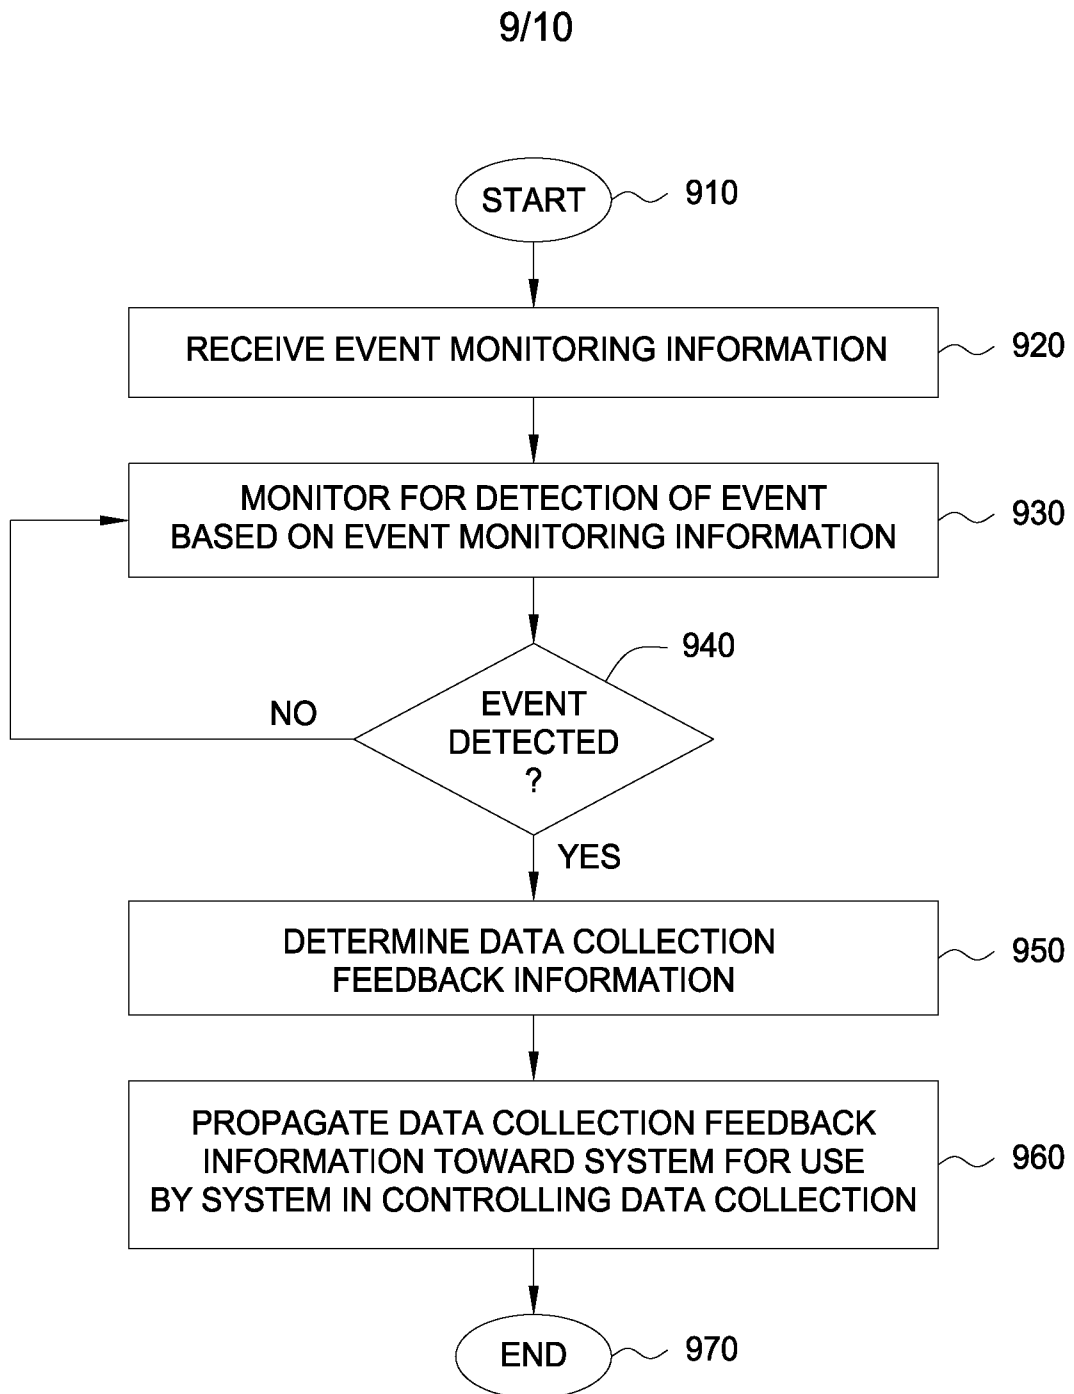 9/10
START
910
RECEIVE EVENT MONITORING INFORMATION
920
MONITOR FOR DETECTION OF EVENT
BASED ON EVENT MONITORING INFORMATION
930
940
EVENT
DETECTED
?
NO
YES
DETERMINE DATA COLLECTION
FEEDBACK INFORMATION
950
PROPAGATE DATA COLLECTION FEEDBACK
INFORMATION TOWARD SYSTEM FOR USE
BY SYSTEM IN CONTROLLING DATA COLLECTION
960
END
970